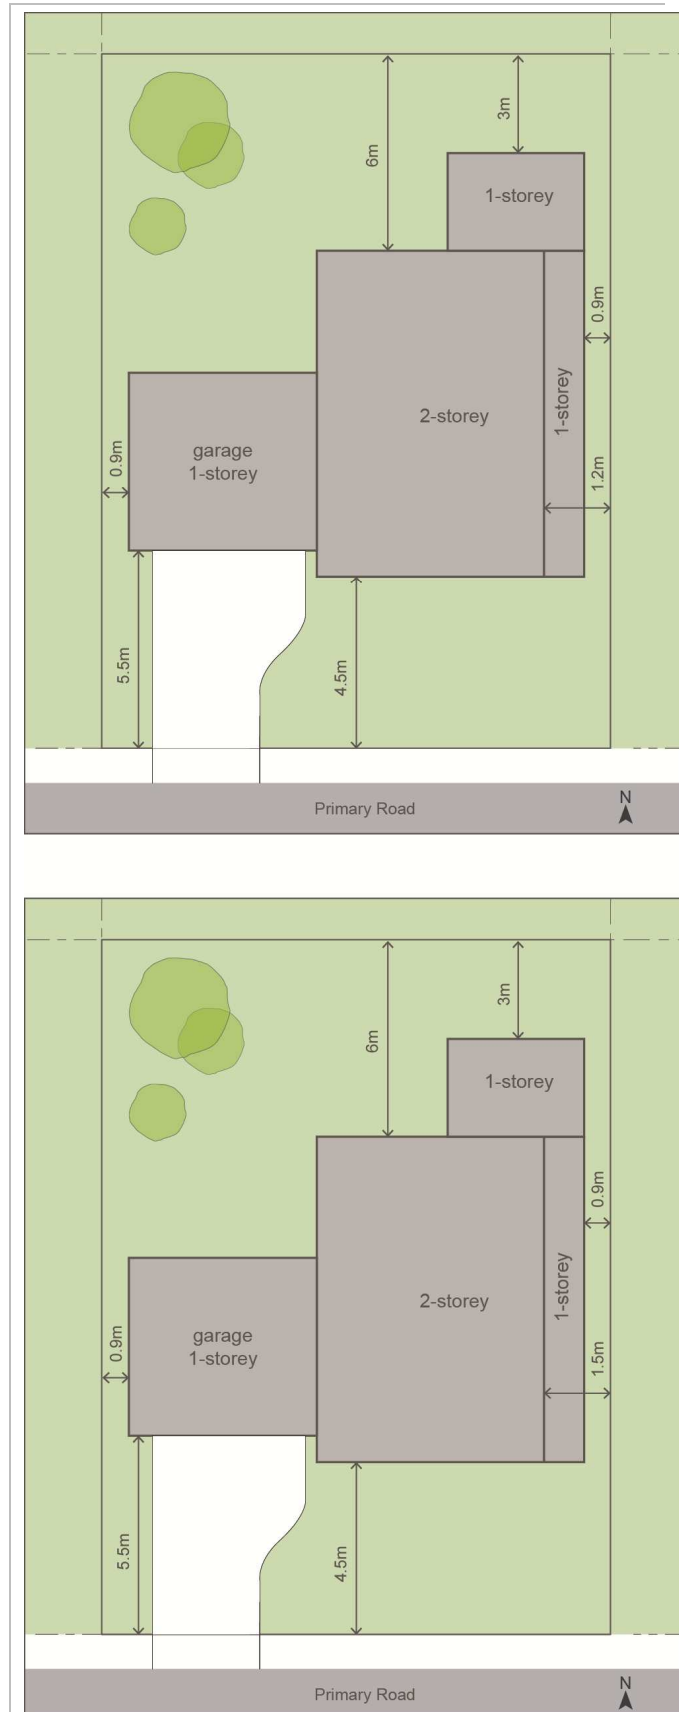 3m
6m
1-storey
0.9m
2-storey
1-storey
garage
1-storey
0.9m
1.2m
5.5m
4.5m
N
Primary Road
3m
6m
1-storey
0.9m
2-storey
1-storey
garage
1-storey
0.9m
1.5m
5.5m
4.5m
N
Primary Road